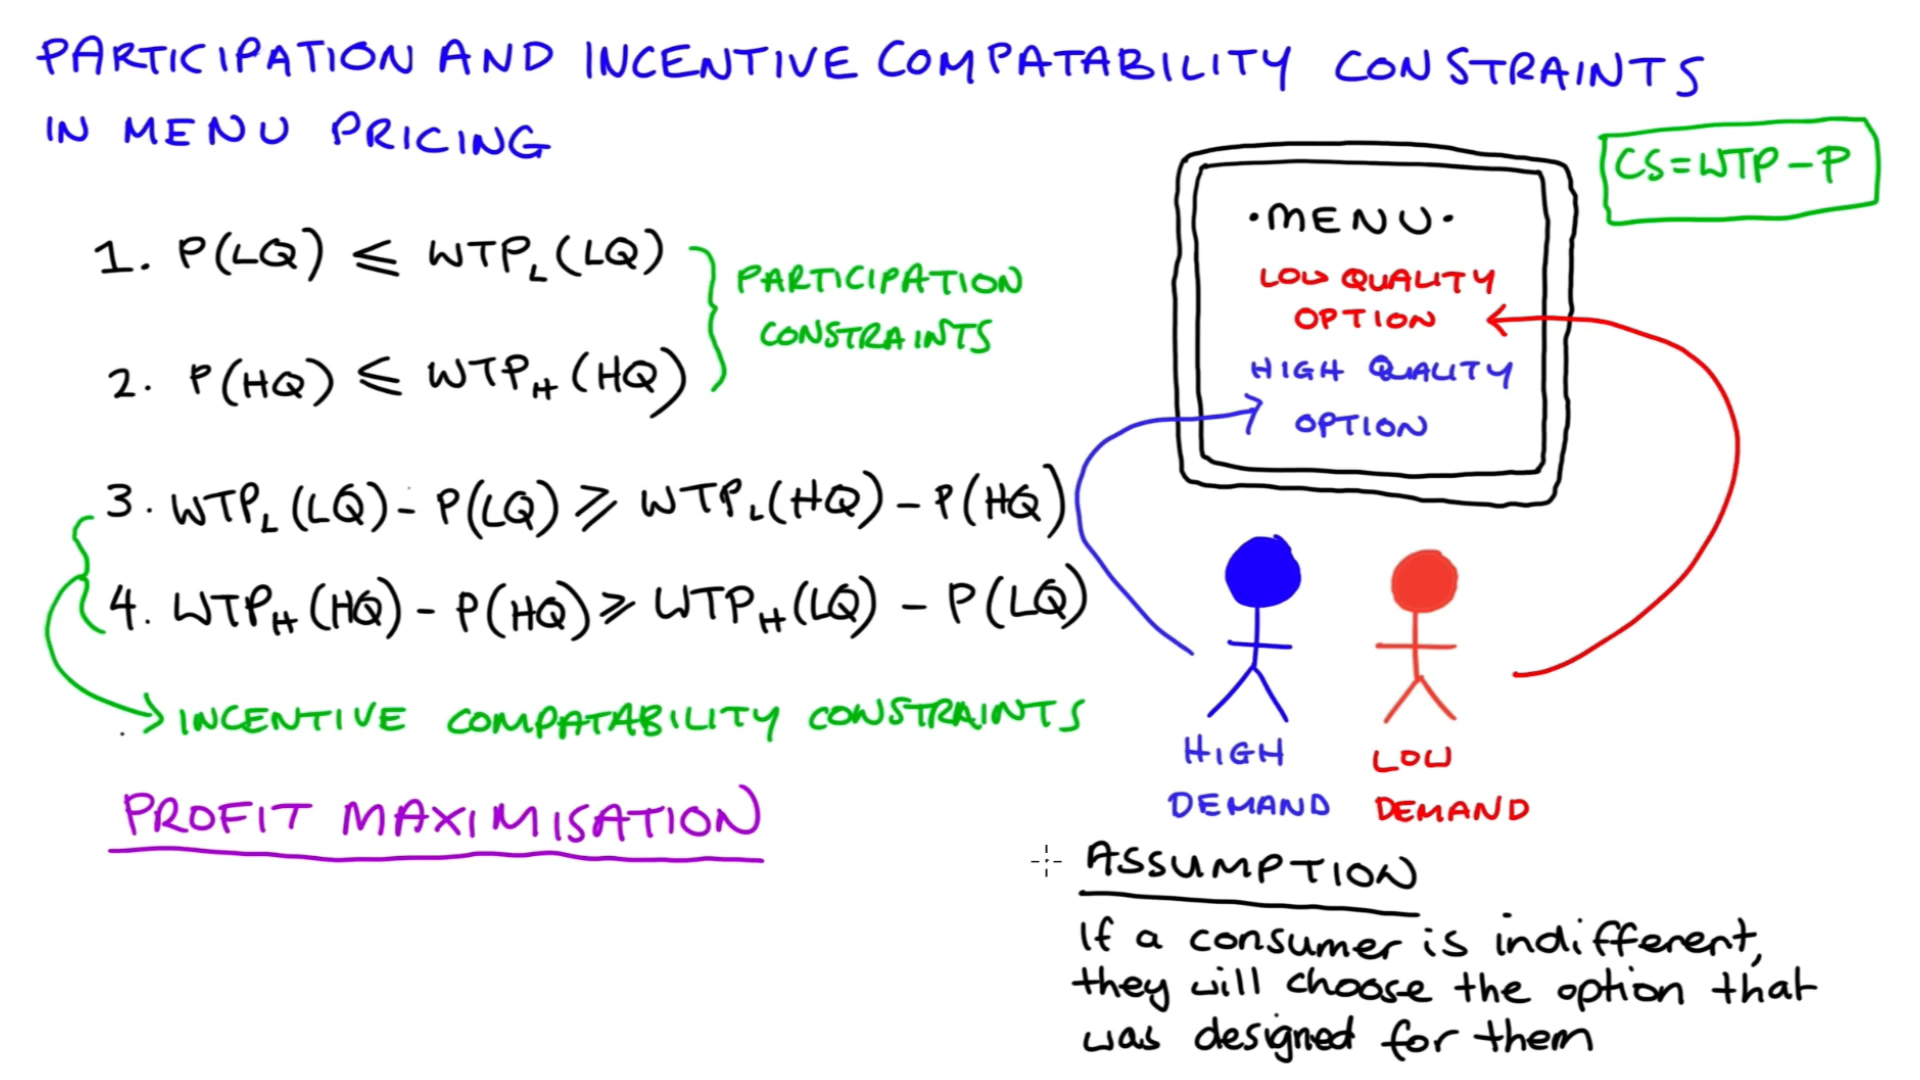 PARTICIPATION AND INCENTIVE COMPATABILITY CONSTRAINTS
IN MENU PRICING
CS = WTP - P
1. P(LQ) ⩽ WTP_L(LQ)
2. P(HQ) ⩽ WTP_H(HQ)
PARTICIPATION
CONSTRAINTS
3. WTP_L(LQ) - P(LQ) ⩾ WTP_L(HQ) - P(HQ)
4. WTP_H(HQ) - P(HQ) ⩾ WTP_H(LQ) - P(LQ)
INCENTIVE COMPATABILITY CONSTRAINTS
PROFIT MAXIMISATION
·MENU·
LOW QUALITY
OPTION
HIGH QUALITY
OPTION
HIGH
DEMAND
LOW
DEMAND
ASSUMPTION
If a consumer is indifferent,
they will choose the option that
was designed for them